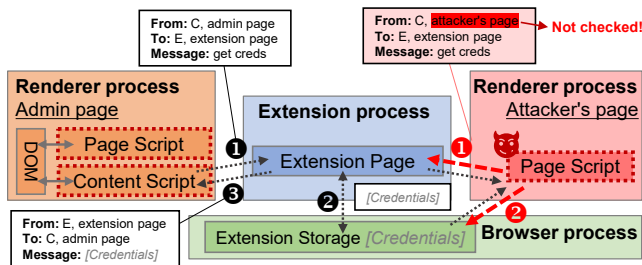 From: C, admin page
To: E, extension page
Message: get creds
From: C, attacker's page
To: E, extension page
Message: get creds
Not checked!
Renderer process
Admin page
DOM
Page Script
Content Script
Extension process
Extension Page
Renderer process
Attacker's page
Page Script
1
3
2
1
2
[Credentials]
From: E, extension page
To: C, admin page
Message: [Credentials]
Extension Storage [Credentials]
Browser process